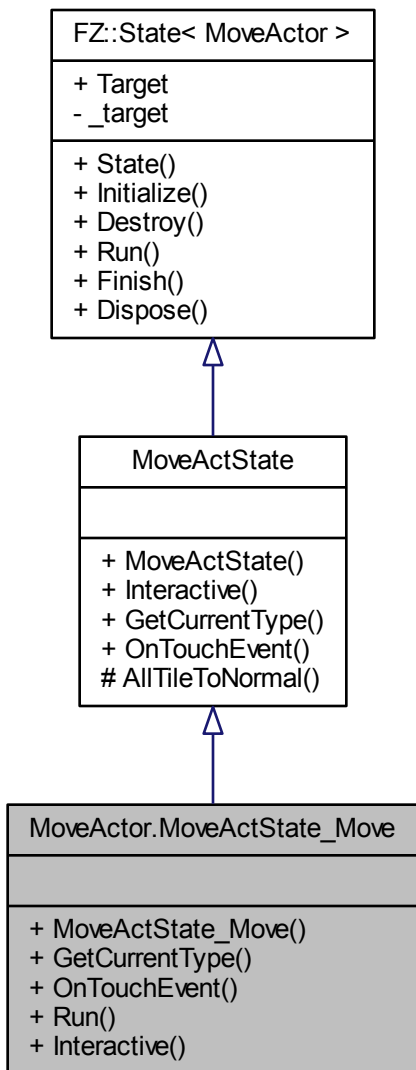 FZ::State< MoveActor >
+ Target
- _target
+ State()
+ Initialize()
+ Destroy()
+ Run()
+ Finish()
+ Dispose()
MoveActState
+ MoveActState()
+ Interactive()
+ GetCurrentType()
+ OnTouchEvent()
# AllTileToNormal()
MoveActor.MoveActState_Move
+ MoveActState_Move()
+ GetCurrentType()
+ OnTouchEvent()
+ Run()
+ Interactive()